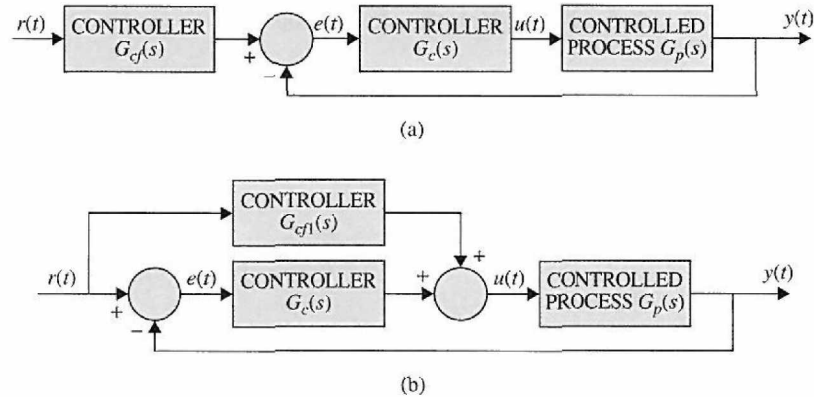 r(t)
CONTROLLER
G_cf(s)
+
−
e(t)
CONTROLLER
G_c(s)
u(t)
CONTROLLED
PROCESS G_p(s)
y(t)
(a)
CONTROLLER
G_cf1(s)
r(t)
+
−
e(t)
CONTROLLER
G_c(s)
+
+
u(t)
CONTROLLED
PROCESS G_p(s)
y(t)
(b)